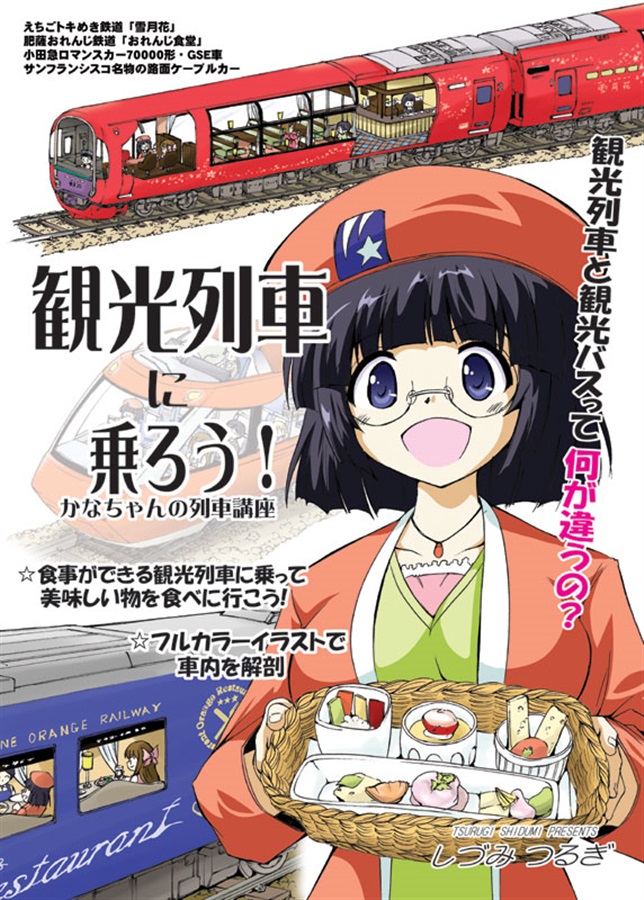 えちごトキめき鉄道「雪月花」
肥薩おれんじ鉄道「おれんじ食堂」
小田急ロマンスカー70000形・GSE車
サンフランシスコ名物の路面ケーブルカー
観光列車と観光バスって何が違うの？
観光列車
に
乗ろう！
かなちゃんの列車講座
☆食事ができる観光列車に乗って
美味しい物を食べに行こう！
☆フルカラーイラストで
車内を解剖
NE ORANGE RAILWAY
estaurant
TSURUGI SHIDUMI PRESENTS
しづみ つるぎ